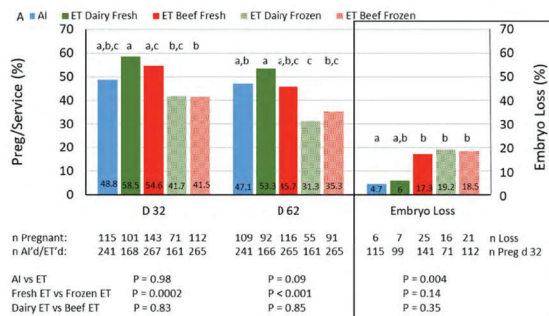 A AI ET Dairy Fresh ET Beef Fresh ET Dairy Frozen ET Beef Frozen
70 70
60 60
50 50
40 40
30 30
20 20
10 10
0 0
Preg/Service (%)
Embryo Loss (%)
a,b,c a a,c b,c b
a,b a a,b,c c b,c
a a,b b b b
48.8 58.5 54.6 41.7 41.5
47.1 53.3 45.7 31.3 35.3
4.7 6 17.3 19.2 18.5
D 32 D 62 Embryo Loss
n Pregnant: 115 101 143 71 112 109 92 116 55 91 6 7 25 16 21 n Loss
n AI'd/ET'd: 241 168 267 161 265 241 166 265 161 265 115 99 141 71 112 n Preg d 32
AI vs ET P = 0.98 P = 0.09 P = 0.004
Fresh ET vs Frozen ET P = 0.0002 P < 0.001 P = 0.14
Dairy ET vs Beef ET P = 0.83 P = 0.85 P = 0.35